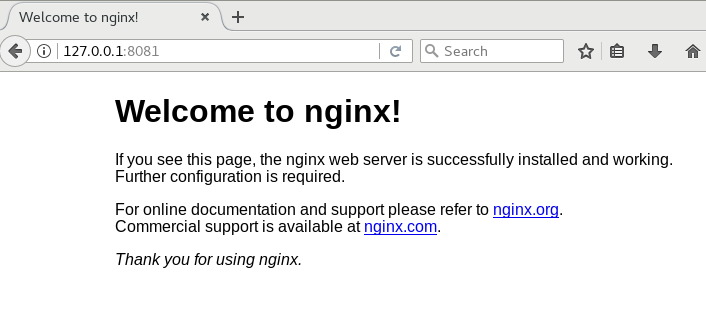 Welcome to nginx!
127.0.0.1:8081
Search
Welcome to nginx!
If you see this page, the nginx web server is successfully installed and working.
Further configuration is required.
For online documentation and support please refer to nginx.org.
Commercial support is available at nginx.com.
Thank you for using nginx.